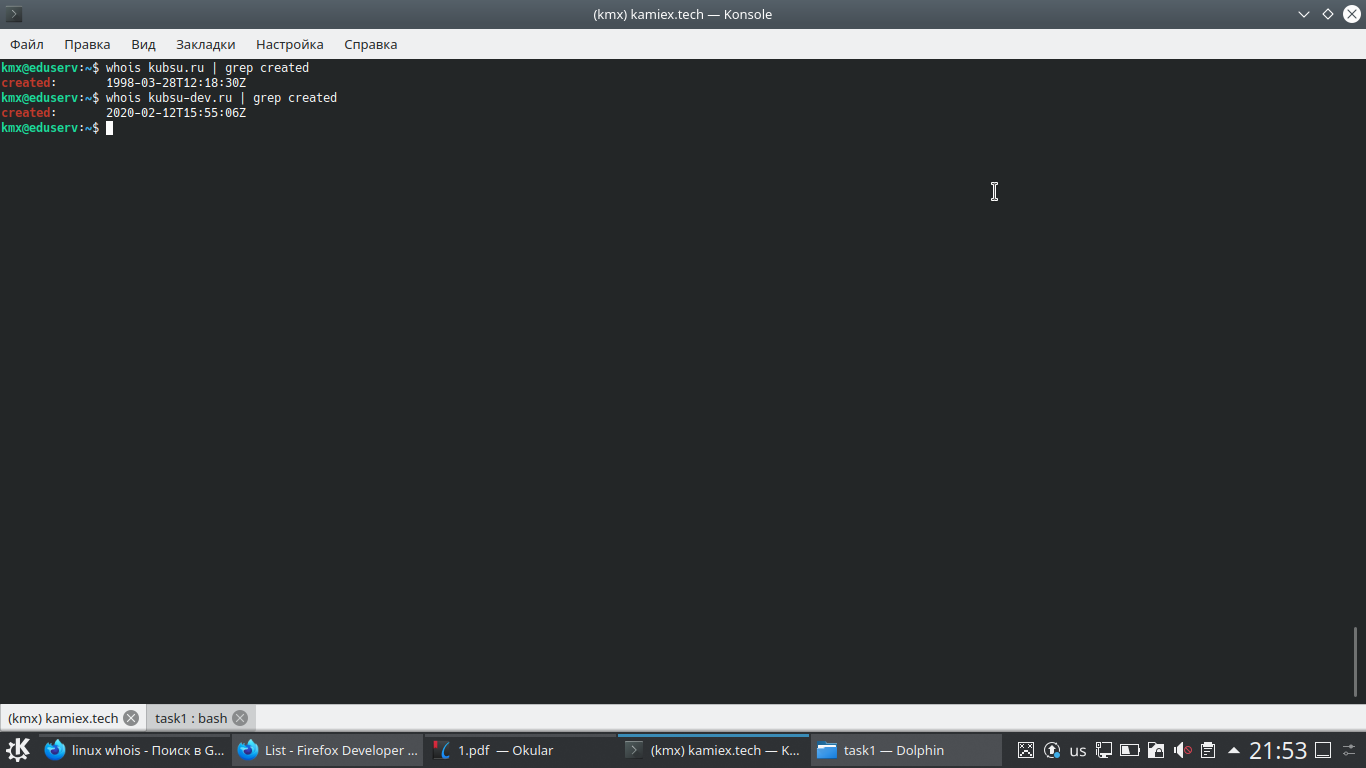 (kmx) kamiex.tech — Konsole
Файл Правка Вид Закладки Настройка Справка
kmx@eduserv:~$ whois kubsu.ru | grep created
created:       1998-03-28T12:18:30Z
kmx@eduserv:~$ whois kubsu-dev.ru | grep created
created:       2020-02-12T15:55:06Z
kmx@eduserv:~$
(kmx) kamiex.tech task1 : bash
linux whois - Поиск в G... List - Firefox Developer ... 1.pdf — Okular (kmx) kamiex.tech — K... task1 — Dolphin us 21:53